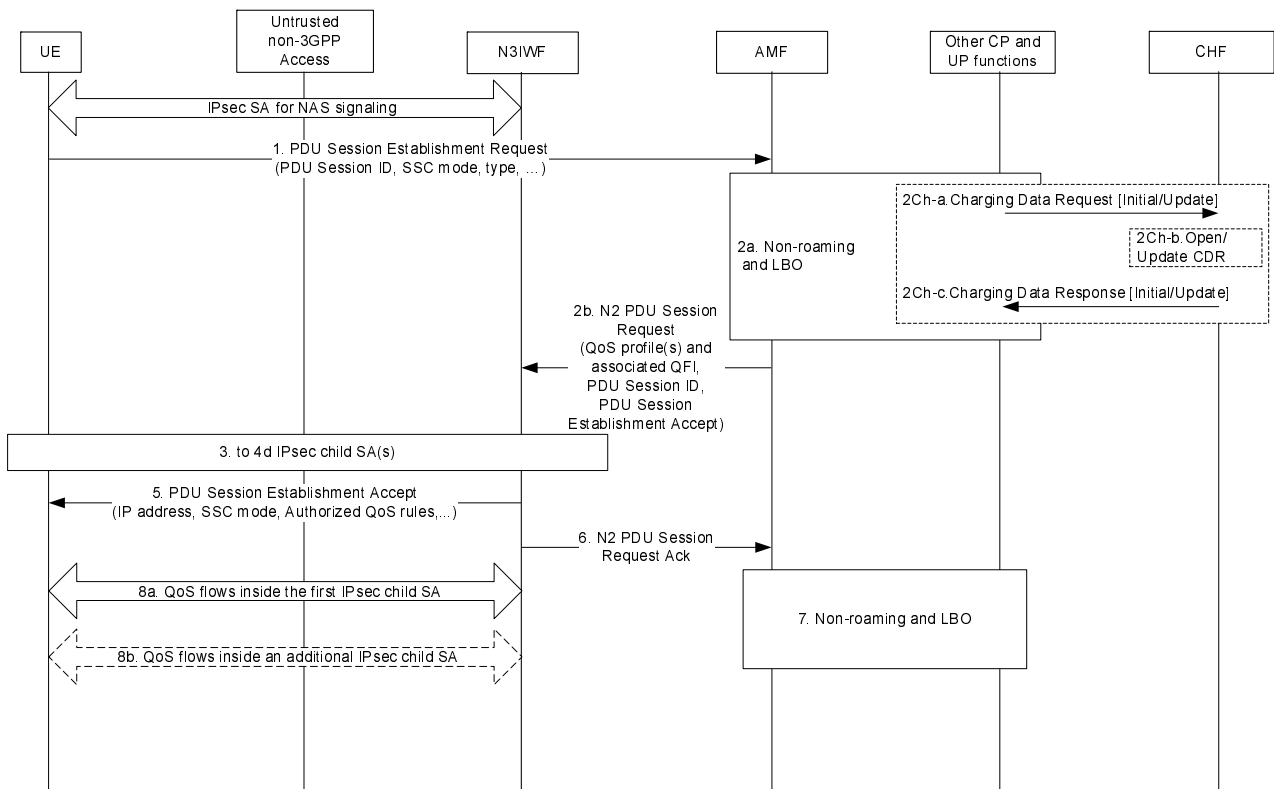 UE
Untrusted
non-3GPP
Access
N3IWF
AMF
Other CP and
UP functions
CHF
IPsec SA for NAS signaling
1. PDU Session Establishment Request
(PDU Session ID, SSC mode, type, …)
2Ch-a.Charging Data Request [Initial/Update]
2Ch-b.Open/
Update CDR
2a. Non-roaming
and LBO
2Ch-c.Charging Data Response [Initial/Update]
2b. N2 PDU Session
Request
(QoS profile(s) and
associated QFI,
PDU Session ID,
PDU Session
Establishment Accept)
3. to 4d IPsec child SA(s)
5. PDU Session Establishment Accept
(IP address, SSC mode, Authorized QoS rules,…)
6. N2 PDU Session
Request Ack
8a. QoS flows inside the first IPsec child SA
7. Non-roaming and LBO
8b. QoS flows inside an additional IPsec child SA